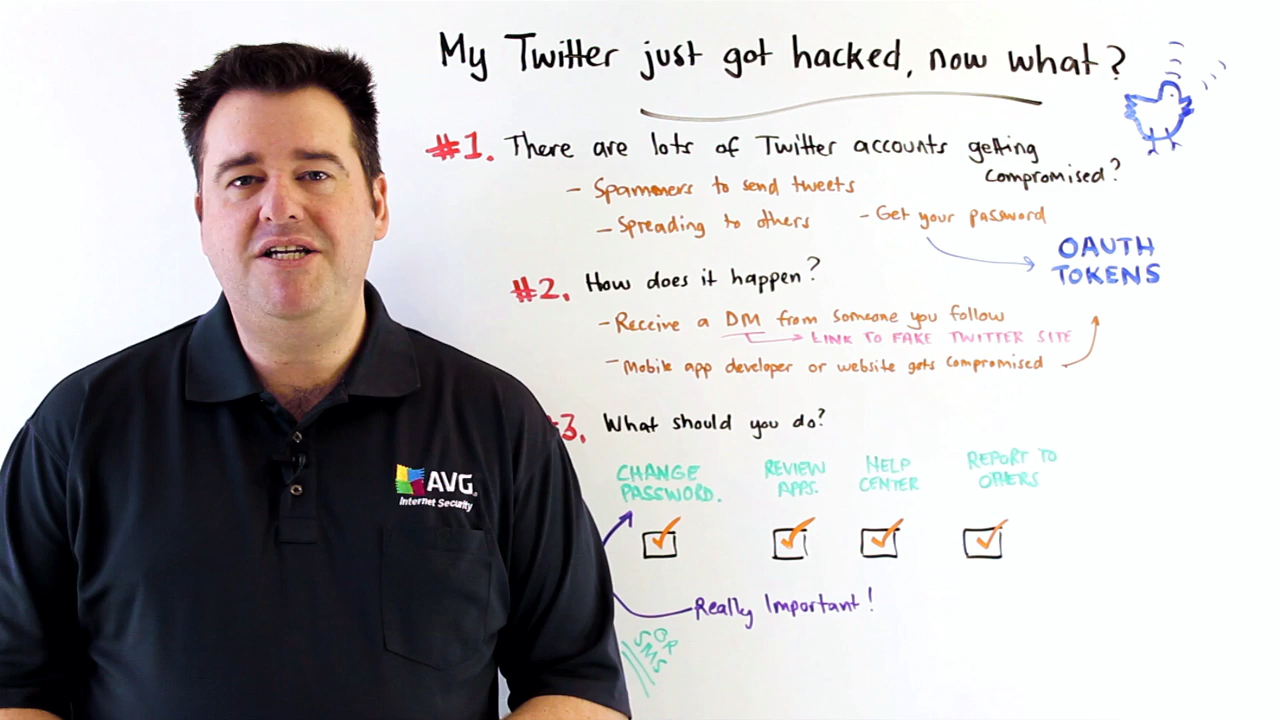 My Twitter just got hacked, now what?
#1. There are lots of Twitter accounts getting
compromised?
- Spammers to send tweets
- Spreading to others - Get your password
OAUTH
TOKENS
#2. How does it happen?
- Receive a DM from someone you follow
LINK TO FAKE TWITTER SITE
- Mobile app developer or website gets compromised
#3. What should you do?
CHANGE
PASSWORD.
REVIEW
APPS.
HELP
CENTER
REPORT TO
OTHERS
AVG
Internet Security
Really Important!
OR
SMS